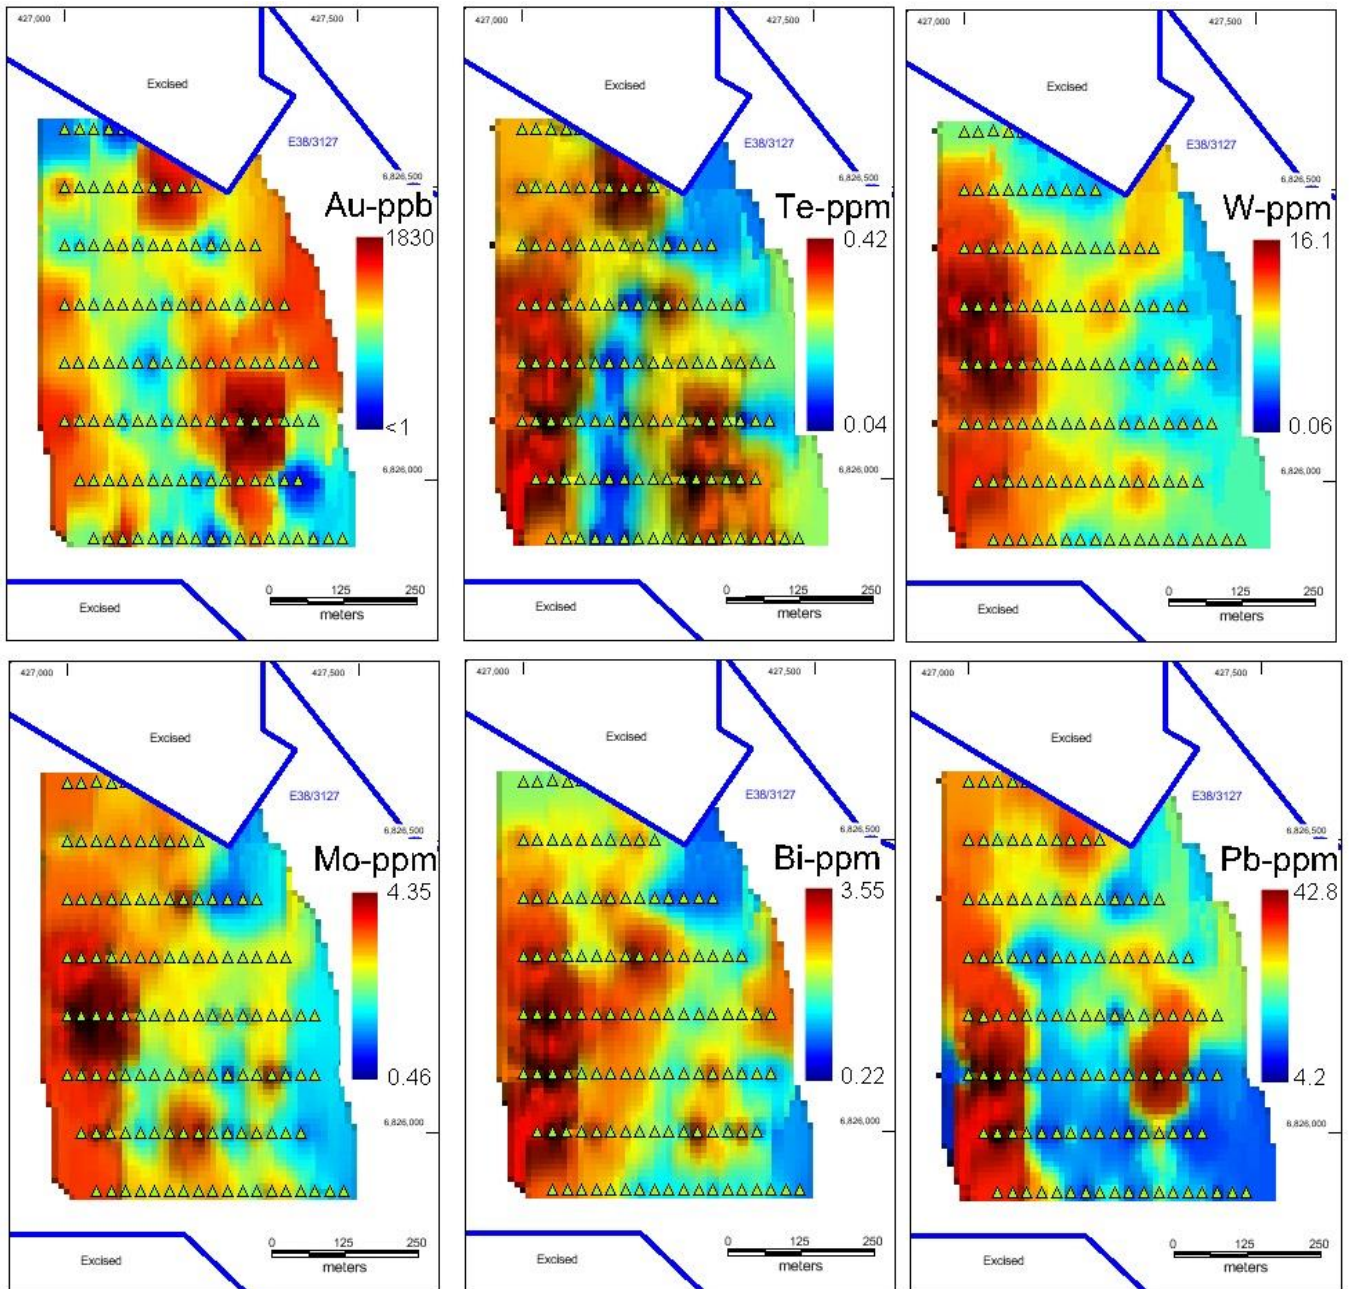 427,000 427,500
Excised
E38/3127
6,826,500
Au-ppb
1830
<1
6,826,000
0 125 250
meters
Excised
427,000 427,500
Excised
E38/3127
6,826,500
Te-ppm
0.42
0.04
6,826,000
0 125 250
meters
Excised
427,000 427,500
Excised
E38/3127
6,826,500
W-ppm
16.1
0.06
6,826,000
0 125 250
meters
Excised
427,000 427,500
Excised
E38/3127
6,826,500
Mo-ppm
4.35
0.46
6,826,000
0 125 250
meters
Excised
427,000 427,500
Excised
E38/3127
6,826,500
Bi-ppm
3.55
0.22
6,826,000
0 125 250
meters
Excised
427,000 427,500
Excised
E38/3127
6,826,500
Pb-ppm
42.8
4.2
6,826,000
0 125 250
meters
Excised